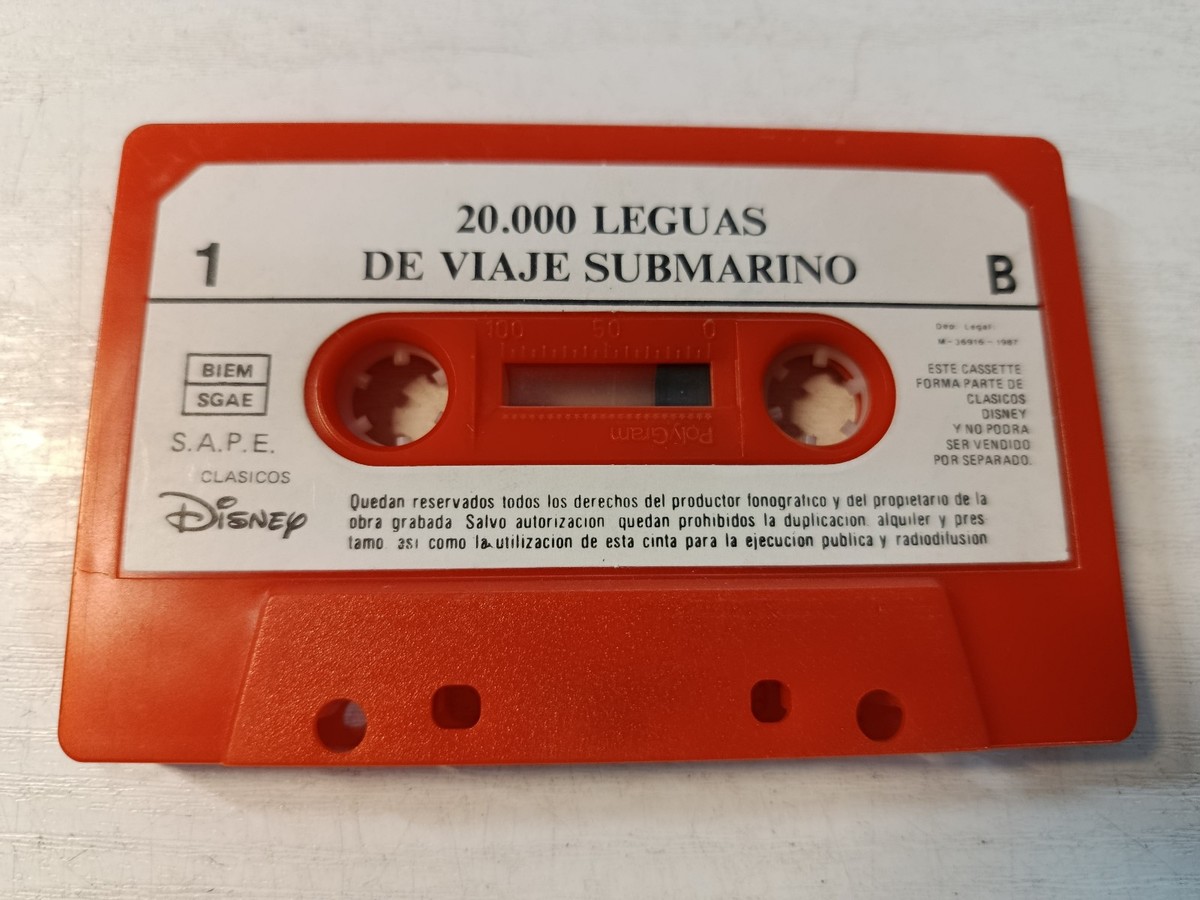 20.000 LEGUAS
DE VIAJE SUBMARINO
1
B
100 50 0
PolyGram
BIEM
SGAE
S.A.P.E.
CLASICOS
DISNEY
Dep. Legal:
M-36916-1987
ESTE CASSETTE
FORMA PARTE DE
CLASICOS
DISNEY
Y NO PODRA
SER VENDIDO
POR SEPARADO.
Quedan reservados todos los derechos del productor fonografico y del propietario de la
obra grabada Salvo autorizacion quedan prohibidos la duplicacion alquiler y pres
tamo asi como la utilizacion de esta cinta para la ejecucion publica y radiodifusion